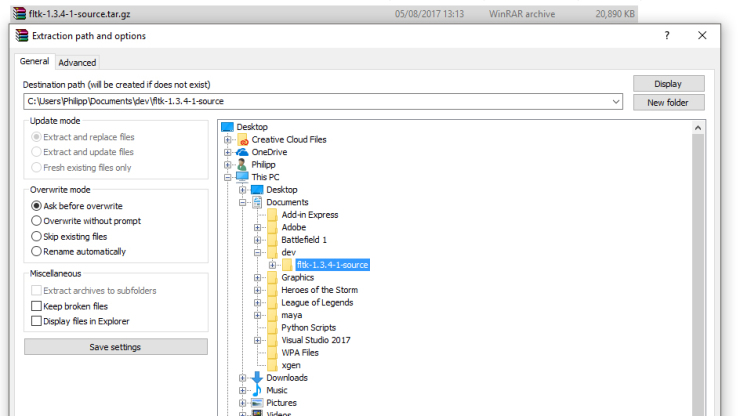 fltk-1.3.4-1-source.tar.gz 05/08/2017 13:13 WinRAR archive 20,890 KB
Extraction path and options ? ×
General Advanced
Destination path (will be created if does not exist)
Display
C:\Users\Philipp\Documents\dev\fltk-1.3.4-1-source
New folder
Update mode
Extract and replace files
Extract and update files
Fresh existing files only
Overwrite mode
Ask before overwrite
Overwrite without prompt
Skip existing files
Rename automatically
Miscellaneous
Extract archives to subfolders
Keep broken files
Display files in Explorer
Save settings
Desktop
Creative Cloud Files
OneDrive
Philipp
This PC
Desktop
Documents
Add-in Express
Adobe
Battlefield 1
dev
fltk-1.3.4-1-source
Graphics
Heroes of the Storm
League of Legends
maya
Python Scripts
Visual Studio 2017
WPA Files
xgen
Downloads
Music
Pictures
Videos